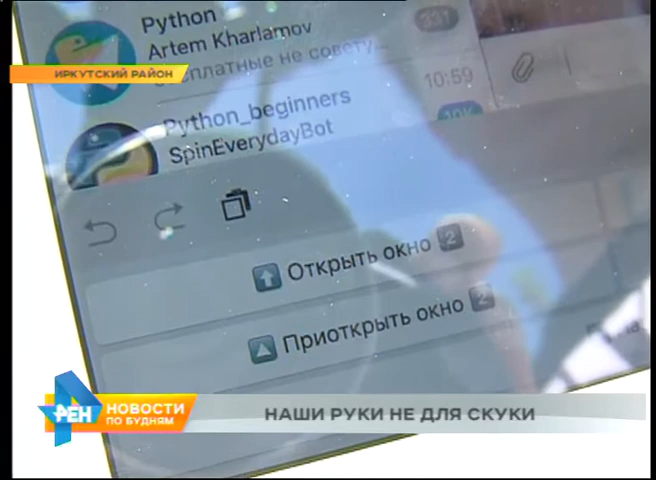 Python
231
Artem Kharlamov
ИРКУТСКИЙ РАЙОН
бесплатные не совету...
10:59
Python_beginners
10K
SpinEverydayBot
Открыть окно 2
Приоткрыть окно 2
РЕН НОВОСТИ
ПО БУДНЯМ
НАШИ РУКИ НЕ ДЛЯ СКУКИ